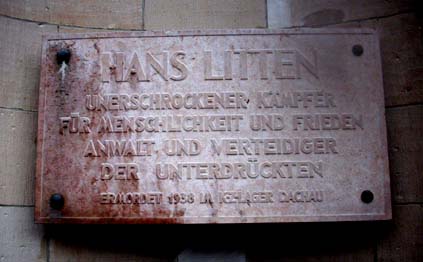 HANS LITTEN
UNERSCHROCKENER KÄMPFER
FÜR MENSCHLICHKEIT UND FRIEDEN
ANWALT UND VERTEIDIGER
DER UNTERDRÜCKTEN
ERMORDET 1938 IM KZ-LAGER DACHAU